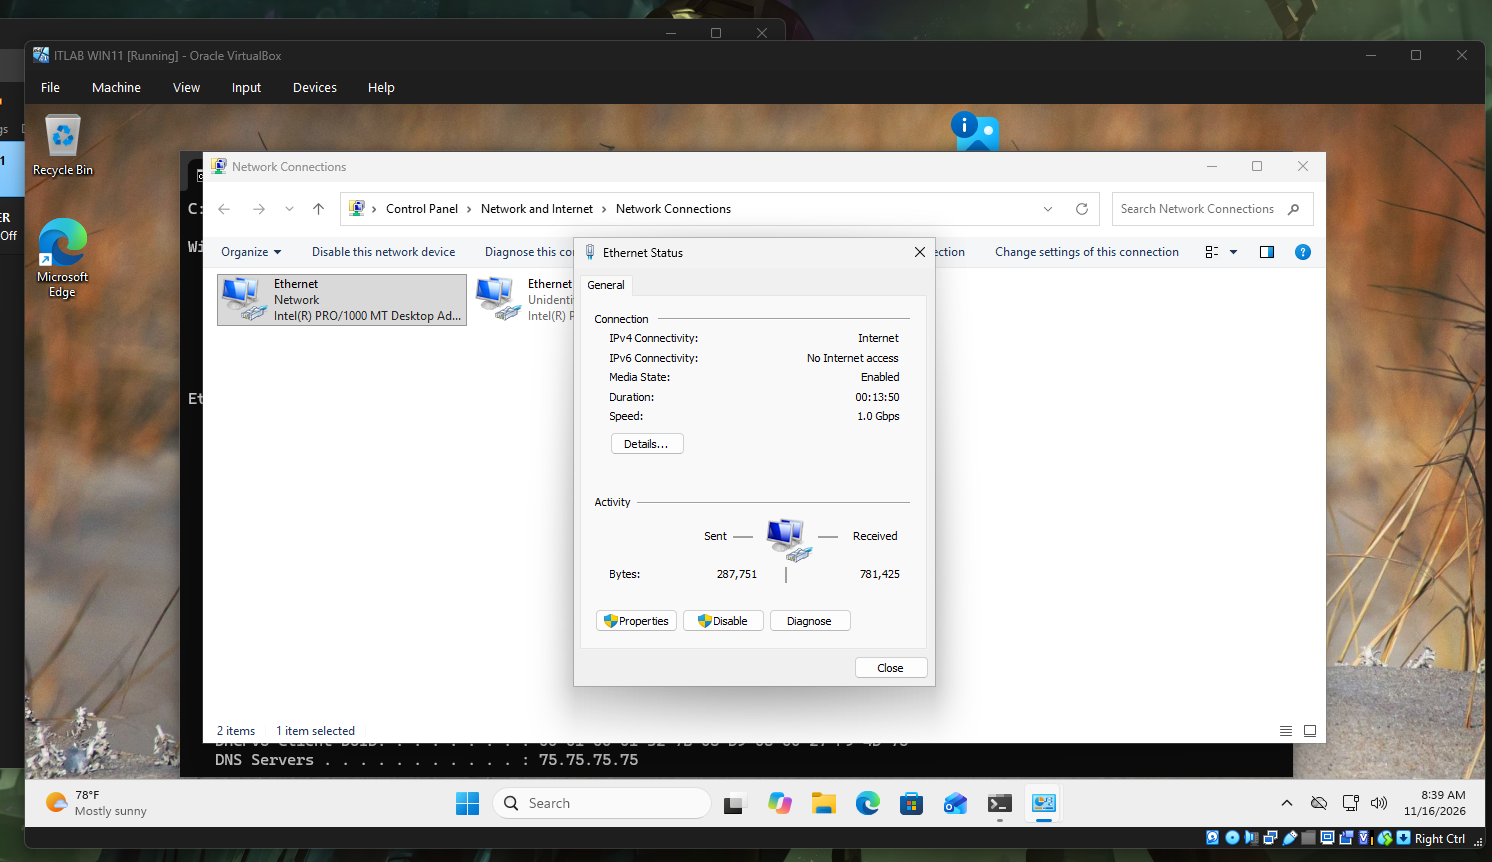 ITLAB WIN11 [Running] - Oracle VirtualBox
File Machine View Input Devices Help
Recycle Bin
Microsoft
Edge
Network Connections
Control Panel > Network and Internet > Network Connections
Search Network Connections
Organize
Disable this network device
Diagnose this
Change settings of this connection
Ethernet
Network
Intel(R) PRO/1000 MT Desktop Ad...
Ethernet
Ethernet Status
General
Connection
IPv4 Connectivity: Internet
IPv6 Connectivity: No Internet access
Media State: Enabled
Duration: 00:13:50
Speed: 1.0 Gbps
Details...
Activity
Sent
Received
Bytes: 287,751 781,425
Properties
Disable
Diagnose
Close
2 items 1 item selected
DNS Servers . . . . . . . . . . . : 75.75.75.75
78°F
Mostly sunny
Search
8:39 AM
11/16/2026
Right Ctrl
Off